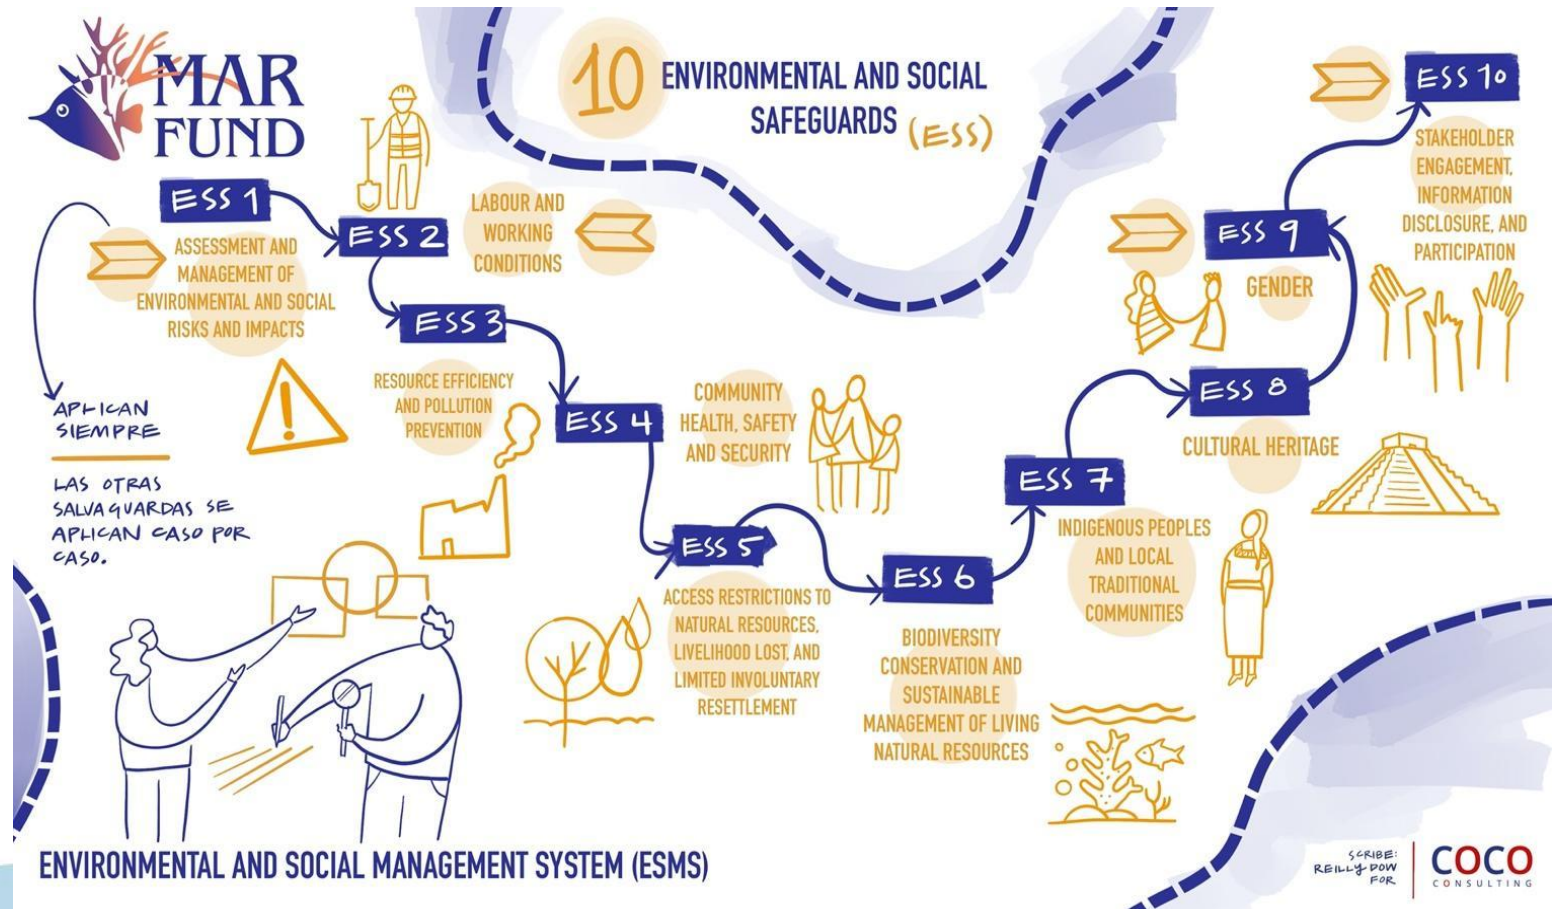 MAR
FUND
10 ENVIRONMENTAL AND SOCIAL
SAFEGUARDS (ESS)
ESS 1
ASSESSMENT AND
MANAGEMENT OF
ENVIRONMENTAL AND SOCIAL
RISKS AND IMPACTS
APLICAN
SIEMPRE
LAS OTRAS
SALVAGUARDAS SE
APLICAN CASO POR
CASO.
ESS 2
LABOUR AND
WORKING
CONDITIONS
ESS 3
RESOURCE EFFICIENCY
AND POLLUTION
PREVENTION
ESS 4
COMMUNITY
HEALTH, SAFETY
AND SECURITY
ESS 5
ACCESS RESTRICTIONS TO
NATURAL RESOURCES,
LIVELIHOOD LOST, AND
LIMITED INVOLUNTARY
RESETTLEMENT
ESS 6
BIODIVERSITY
CONSERVATION AND
SUSTAINABLE
MANAGEMENT OF LIVING
NATURAL RESOURCES
ESS 7
INDIGENOUS PEOPLES
AND LOCAL
TRADITIONAL
COMMUNITIES
ESS 8
CULTURAL HERITAGE
ESS 9
GENDER
ESS 10
STAKEHOLDER
ENGAGEMENT,
INFORMATION
DISCLOSURE, AND
PARTICIPATION
ENVIRONMENTAL AND SOCIAL MANAGEMENT SYSTEM (ESMS)
SCRIBE:
REILLY DOW
FOR
COCO
CONSULTING